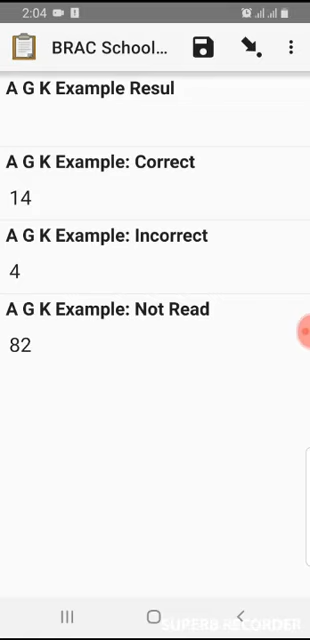 2:04
BRAC School...
A G K Example Resul
A G K Example: Correct
14
A G K Example: Incorrect
4
A G K Example: Not Read
82
SUPERB RECORDER